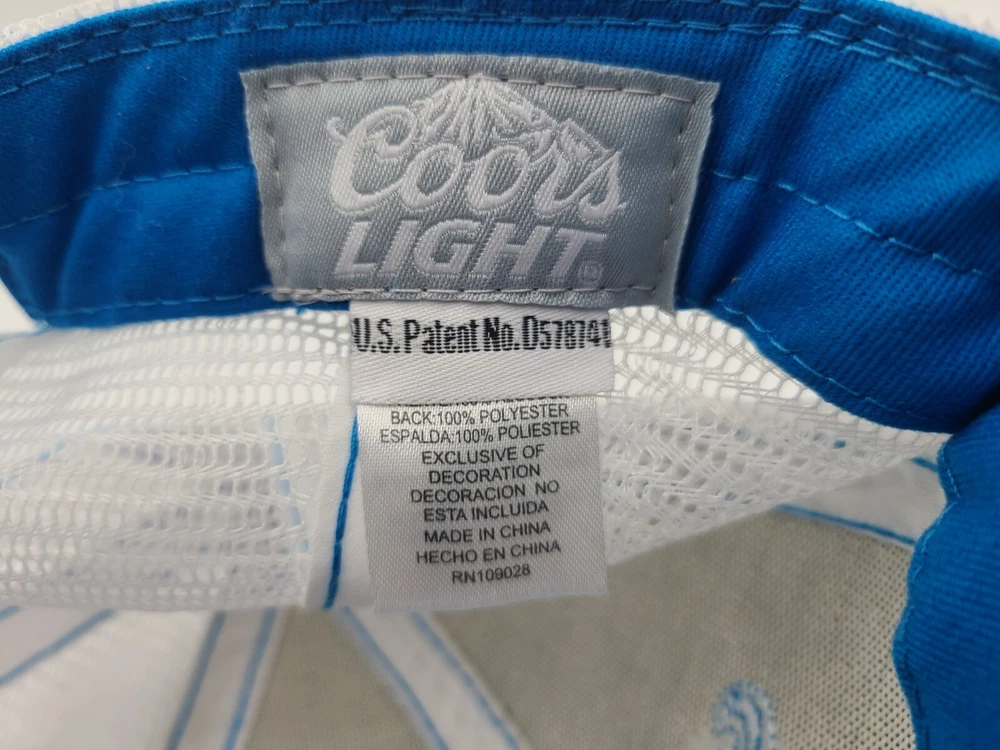 Coors
LIGHT
U.S. Patent No. D578741
BACK:100% POLYESTER
ESPALDA:100% POLIESTER
EXCLUSIVE OF
DECORATION
DECORACION NO
ESTA INCLUIDA
MADE IN CHINA
HECHO EN CHINA
RN109028